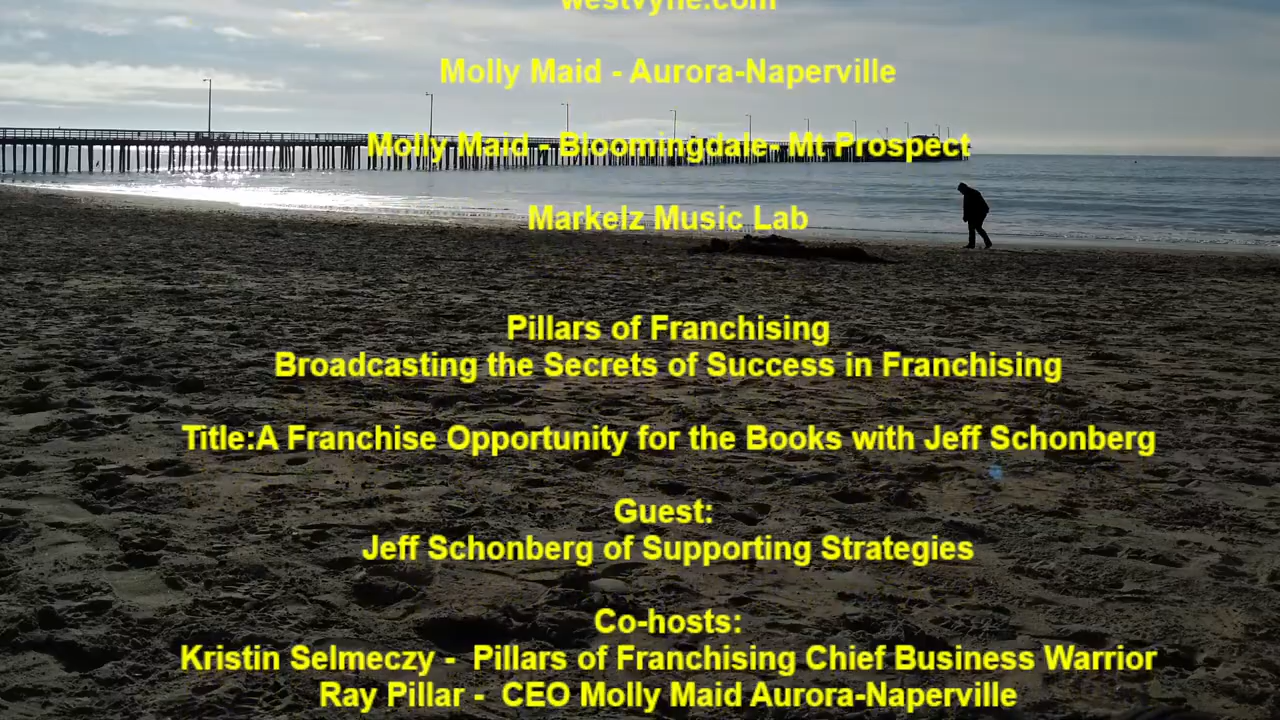 westvyne.com
Molly Maid - Aurora-Naperville
Molly Maid - Bloomingdale- Mt Prospect
Markelz Music Lab
Pillars of Franchising
Broadcasting the Secrets of Success in Franchising
Title:A Franchise Opportunity for the Books with Jeff Schonberg
Guest:
Jeff Schonberg of Supporting Strategies
Co-hosts:
Kristin Selmeczy -  Pillars of Franchising Chief Business Warrior
Ray Pillar -  CEO Molly Maid Aurora-Naperville